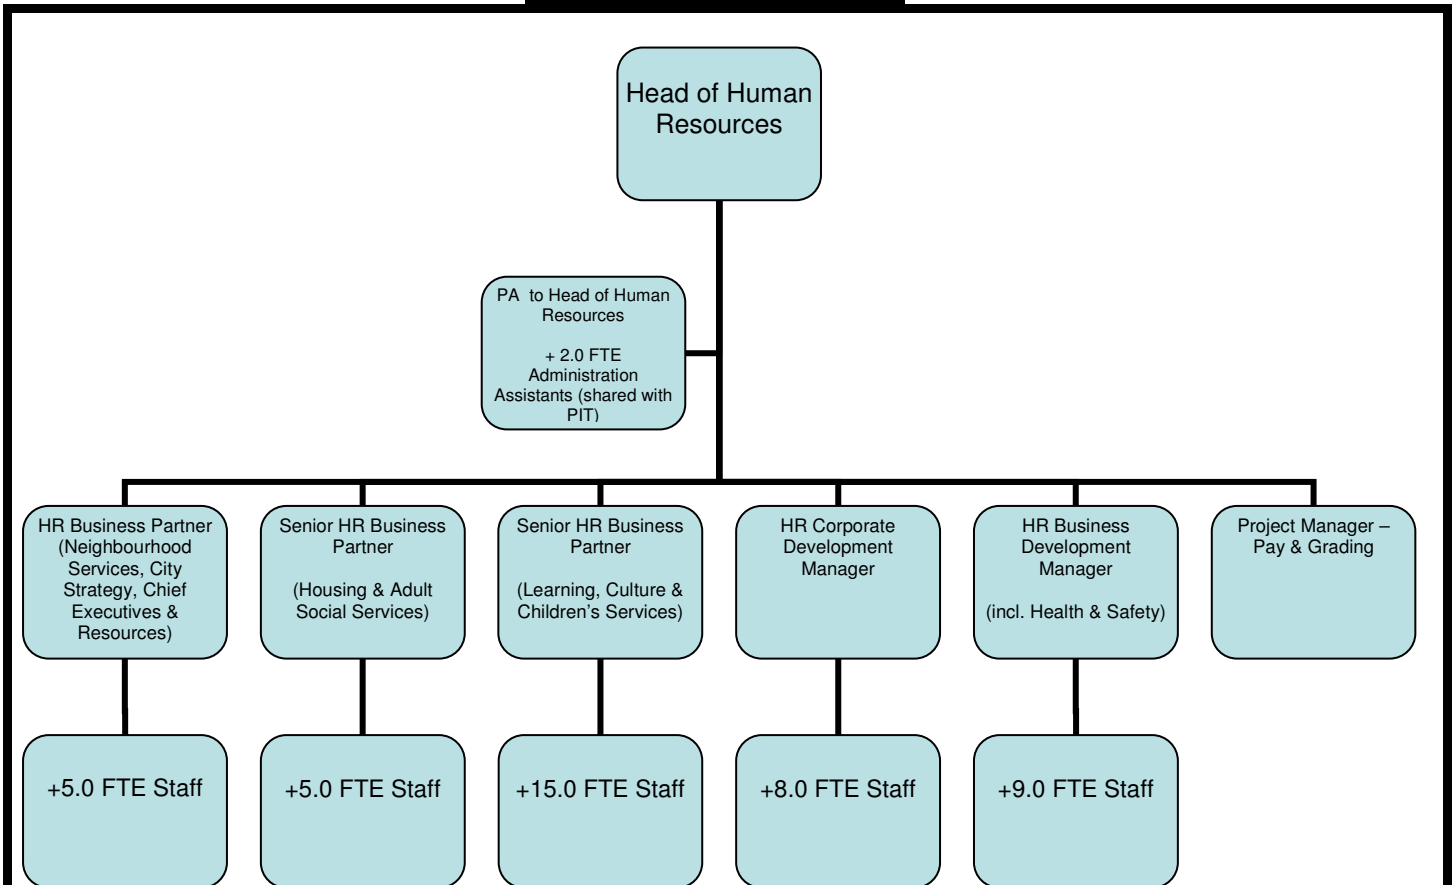 Head of Human
Resources
PA to Head of Human
Resources
+ 2.0 FTE
Administration
Assistants (shared with
PIT)
HR Business Partner
(Neighbourhood
Services, City
Strategy, Chief
Executives &
Resources)
Senior HR Business
Partner
(Housing & Adult
Social Services)
Senior HR Business
Partner
(Learning, Culture &
Children’s Services)
HR Corporate
Development
Manager
HR Business
Development
Manager
(incl. Health & Safety)
Project Manager –
Pay & Grading
+5.0 FTE Staff
+5.0 FTE Staff
+15.0 FTE Staff
+8.0 FTE Staff
+9.0 FTE Staff